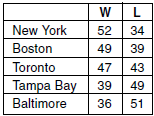 W L
New York 52 34
Boston 49 39
Toronto 47 43
Tampa Bay 39 49
Baltimore 36 51